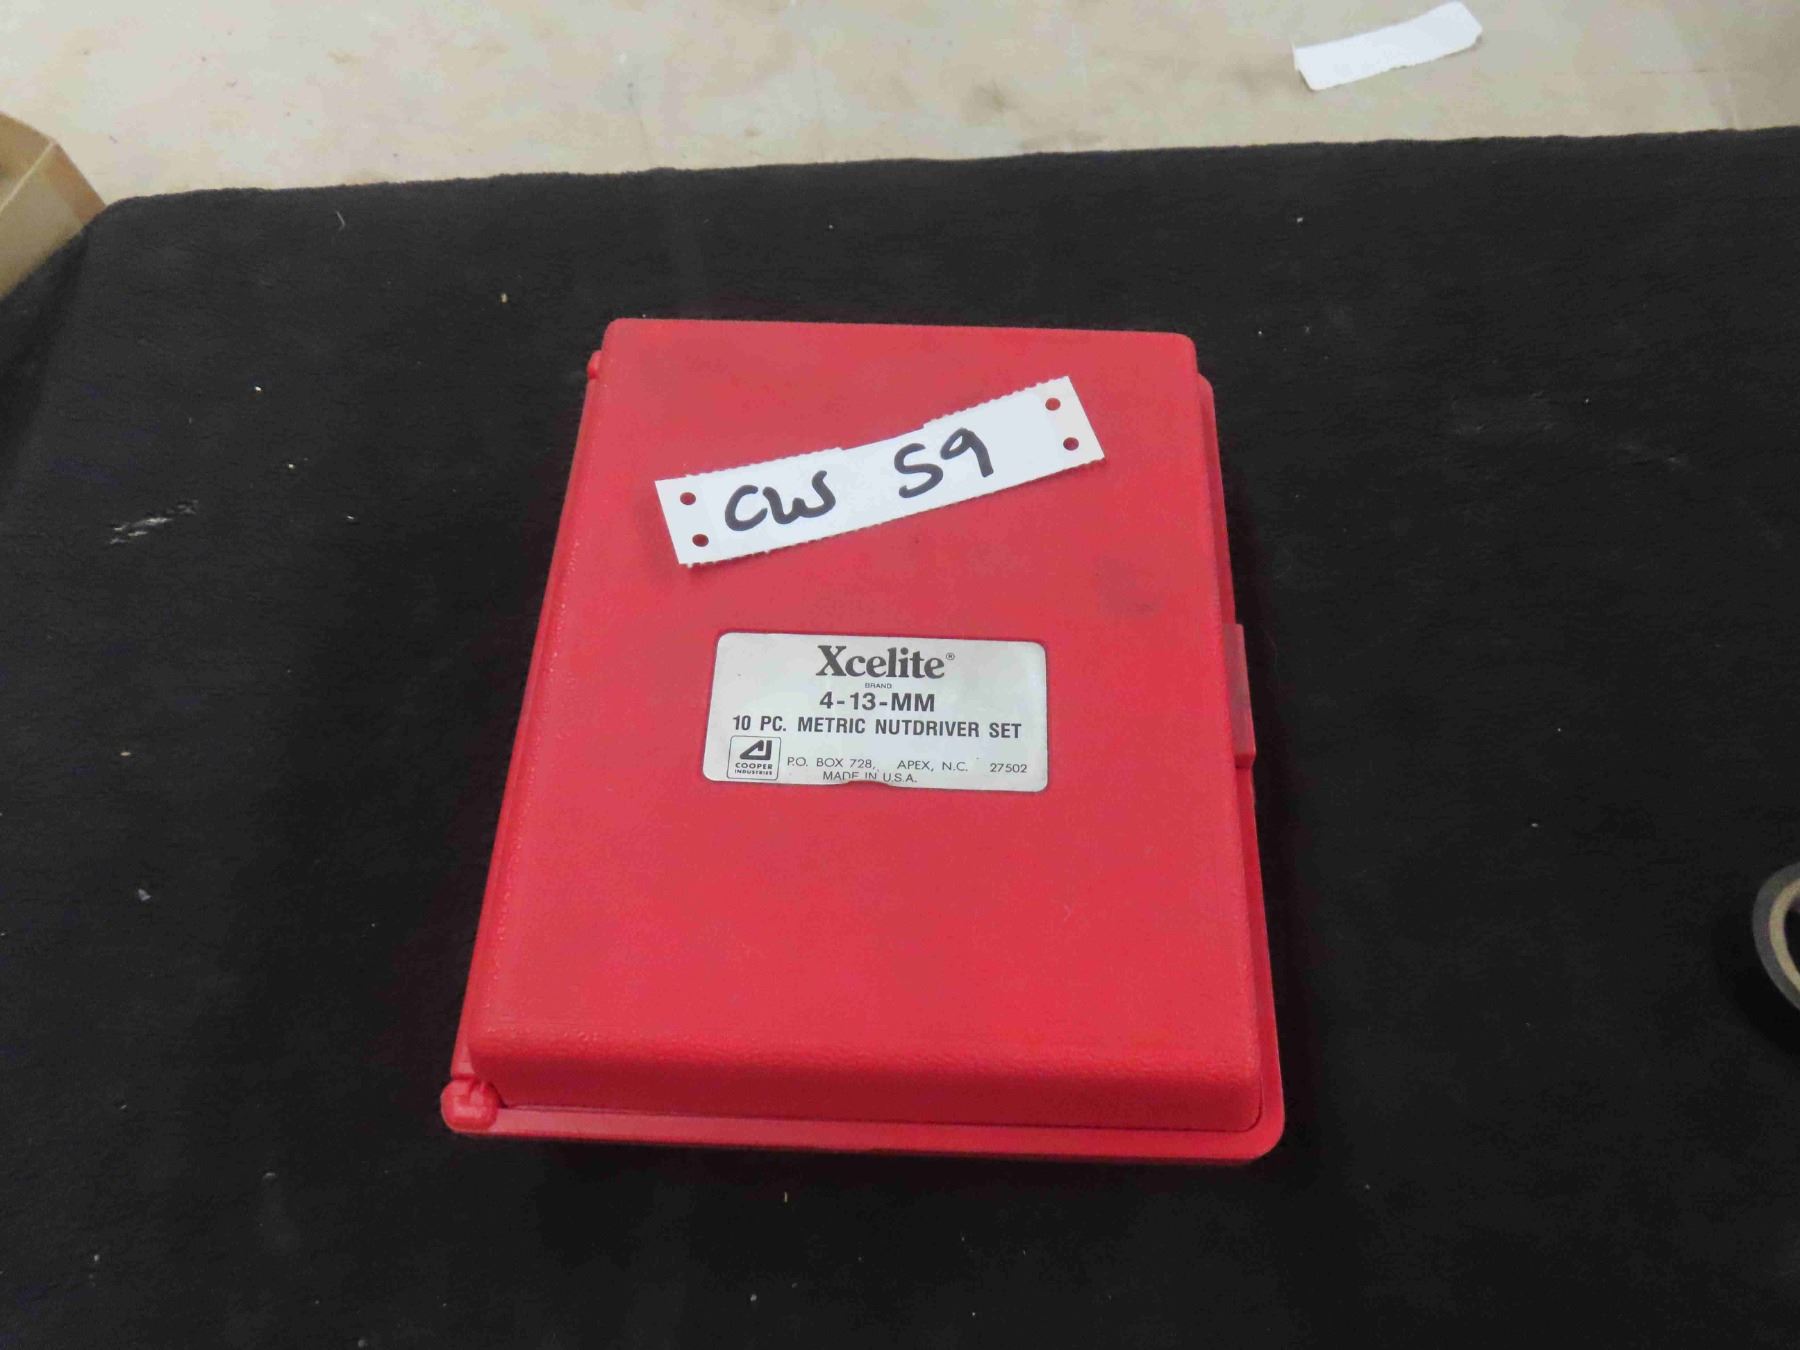 CW 59
Xcelite®
BRAND
4-13-MM
10 PC. METRIC NUTDRIVER SET
COOPER
INDUSTRIES
P.O. BOX 728, APEX, N.C. 27502
MADE IN U.S.A.